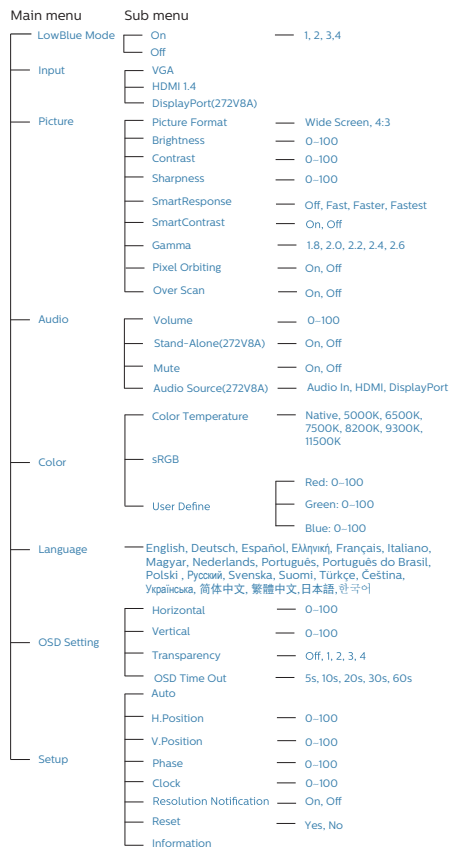 Main menu Sub menu
LowBlue Mode On 1, 2, 3,4
Off
Input VGA
HDMI 1.4
DisplayPort(272V8A)
Picture Picture Format Wide Screen, 4:3
Brightness 0–100
Contrast 0–100
Sharpness 0–100
SmartResponse Off, Fast, Faster, Fastest
SmartContrast On, Off
Gamma 1.8, 2.0, 2.2, 2.4, 2.6
Pixel Orbiting On, Off
Over Scan On, Off
Audio Volume 0–100
Stand-Alone(272V8A) On, Off
Mute On, Off
Audio Source(272V8A) Audio In, HDMI, DisplayPort
Color Temperature Native, 5000K, 6500K,
7500K, 8200K, 9300K,
11500K
Color sRGB
Red: 0–100
User Define Green: 0–100
Blue: 0–100
Language English, Deutsch, Español, Ελληνική, Français, Italiano,
Magyar, Nederlands, Português, Português do Brasil,
Polski , Русский, Svenska, Suomi, Türkçe, Čeština,
Українська, 简体中文, 繁體中文,日本語,한국어
Horizontal 0–100
Vertical 0–100
OSD Setting
Transparency Off, 1, 2, 3, 4
OSD Time Out 5s, 10s, 20s, 30s, 60s
Auto
H.Position 0–100
V.Position 0–100
Setup Phase 0–100
Clock 0–100
Resolution Notification On, Off
Reset Yes, No
Information